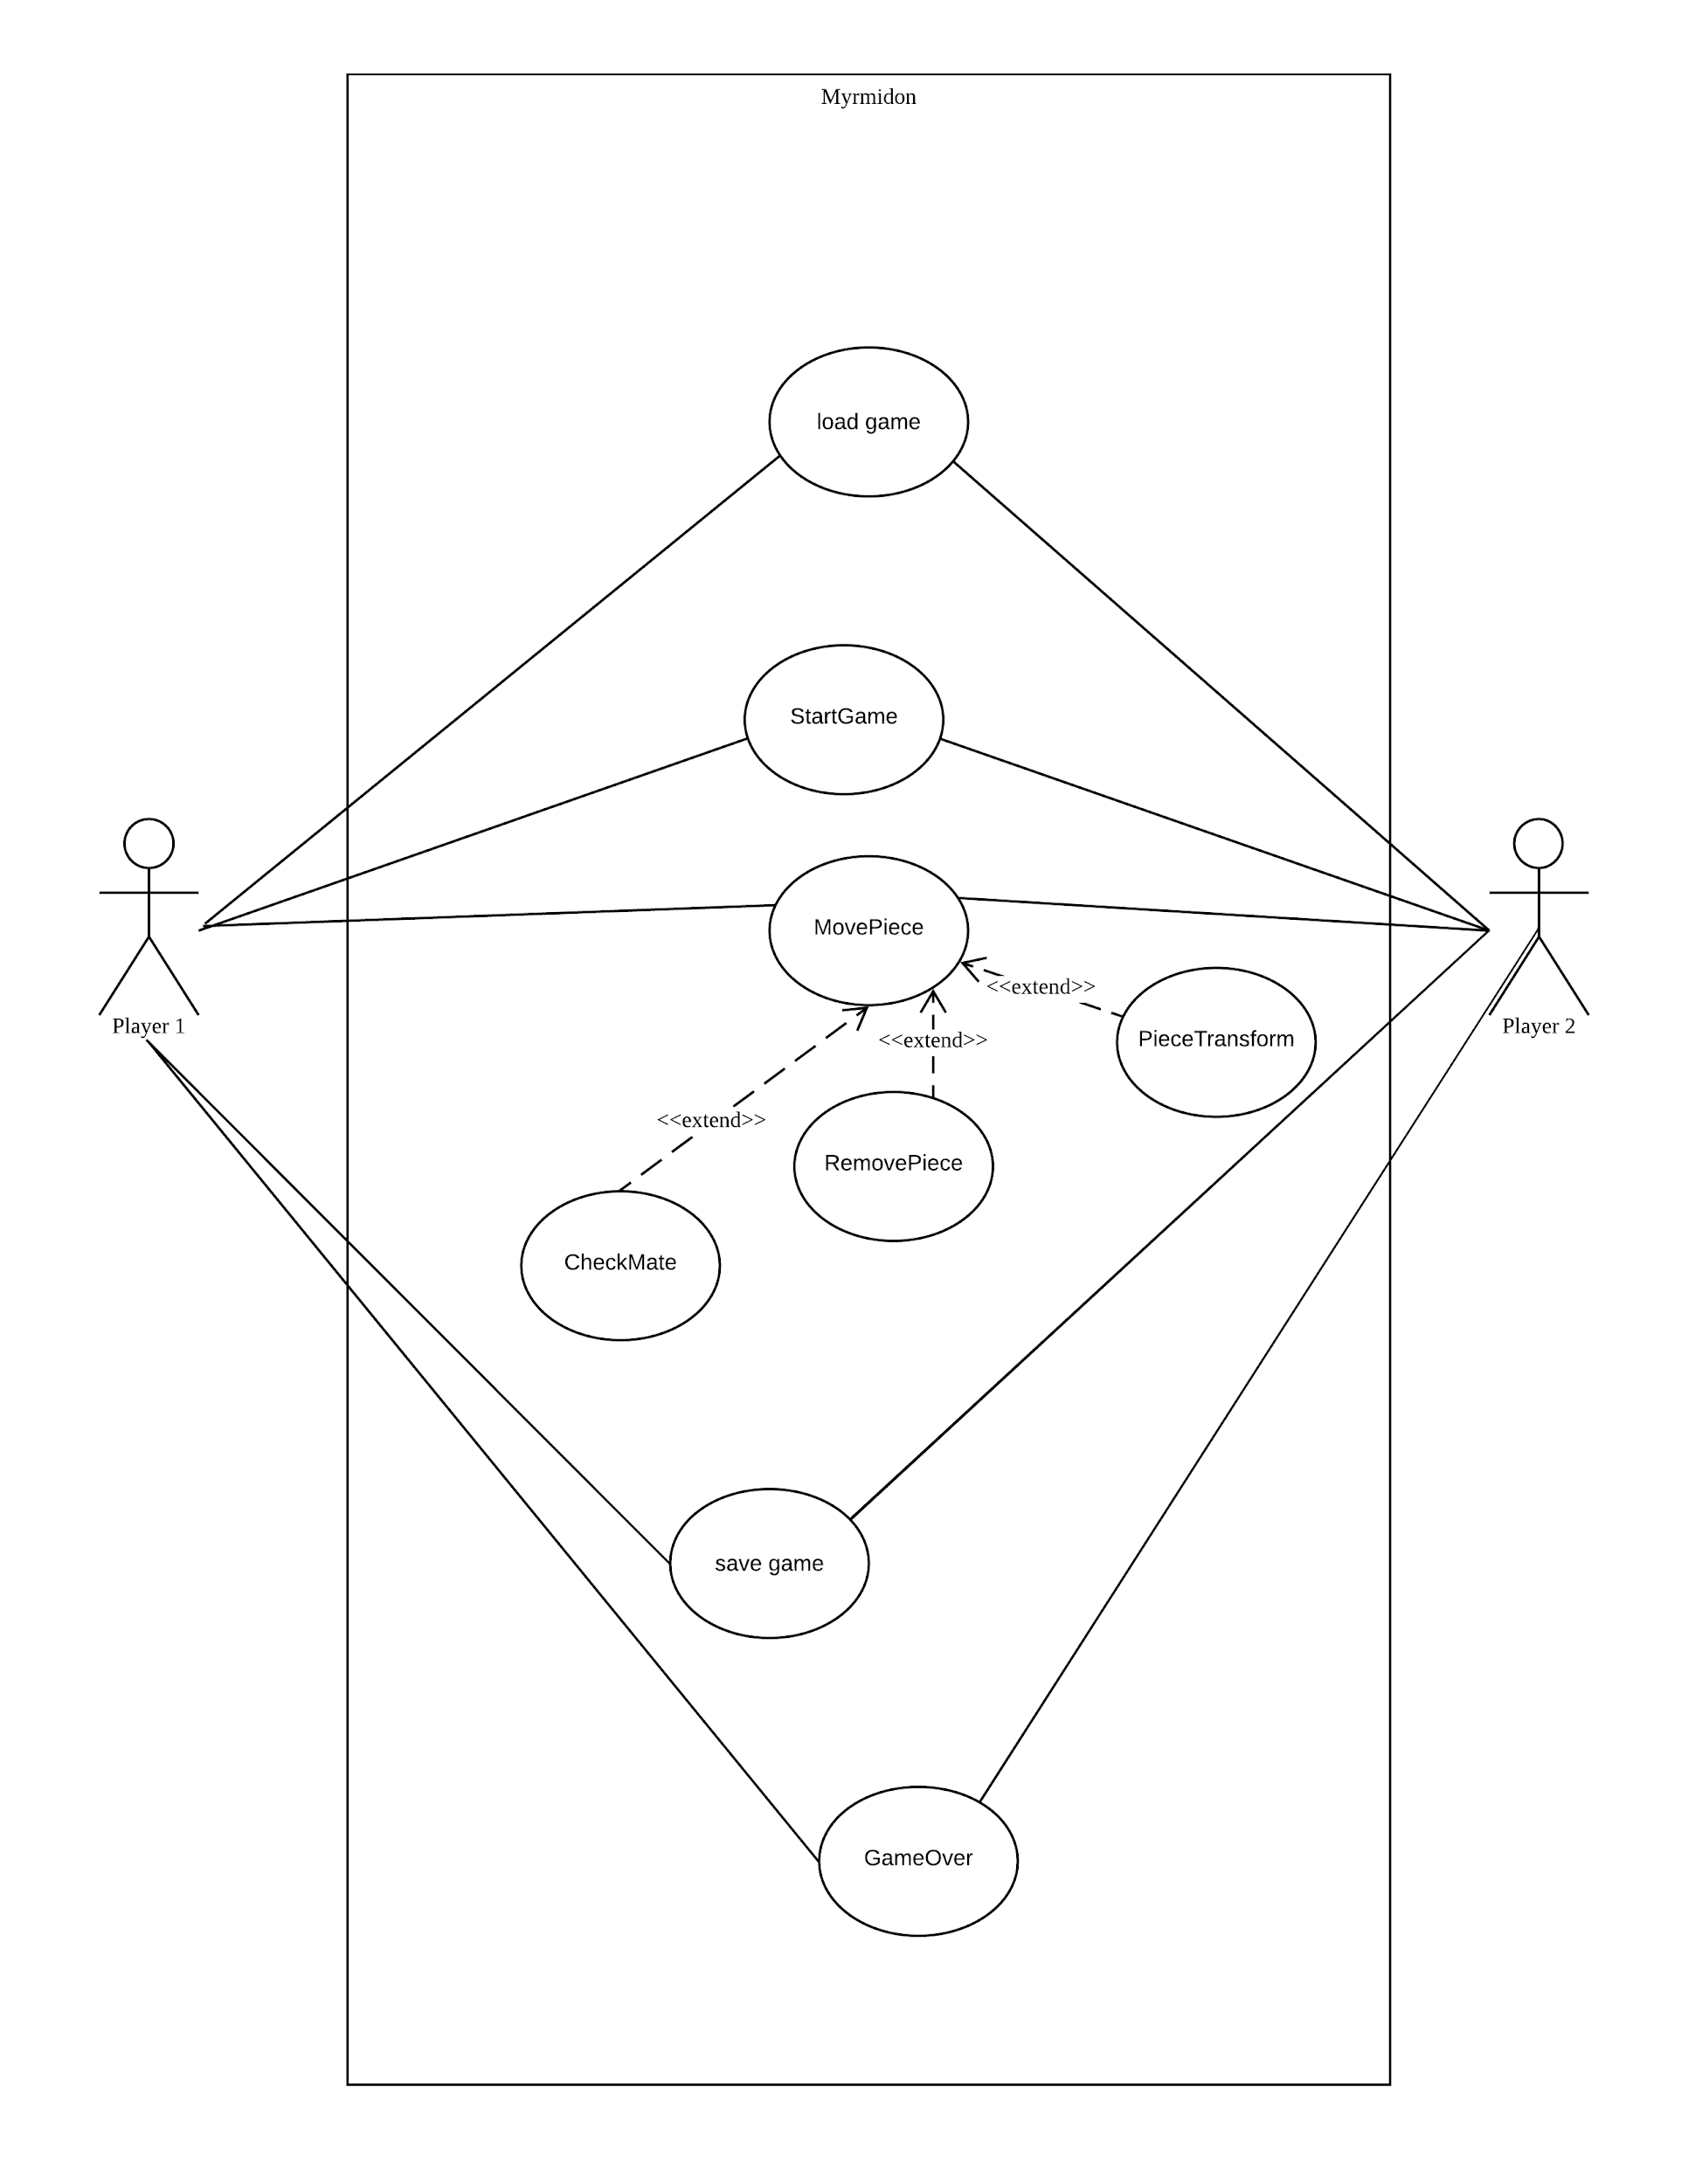 Myrmidon
load game
StartGame
MovePiece
<<extend>>
Player 1
Player 2
PieceTransform
<<extend>>
<<extend>>
RemovePiece
CheckMate
save game
GameOver